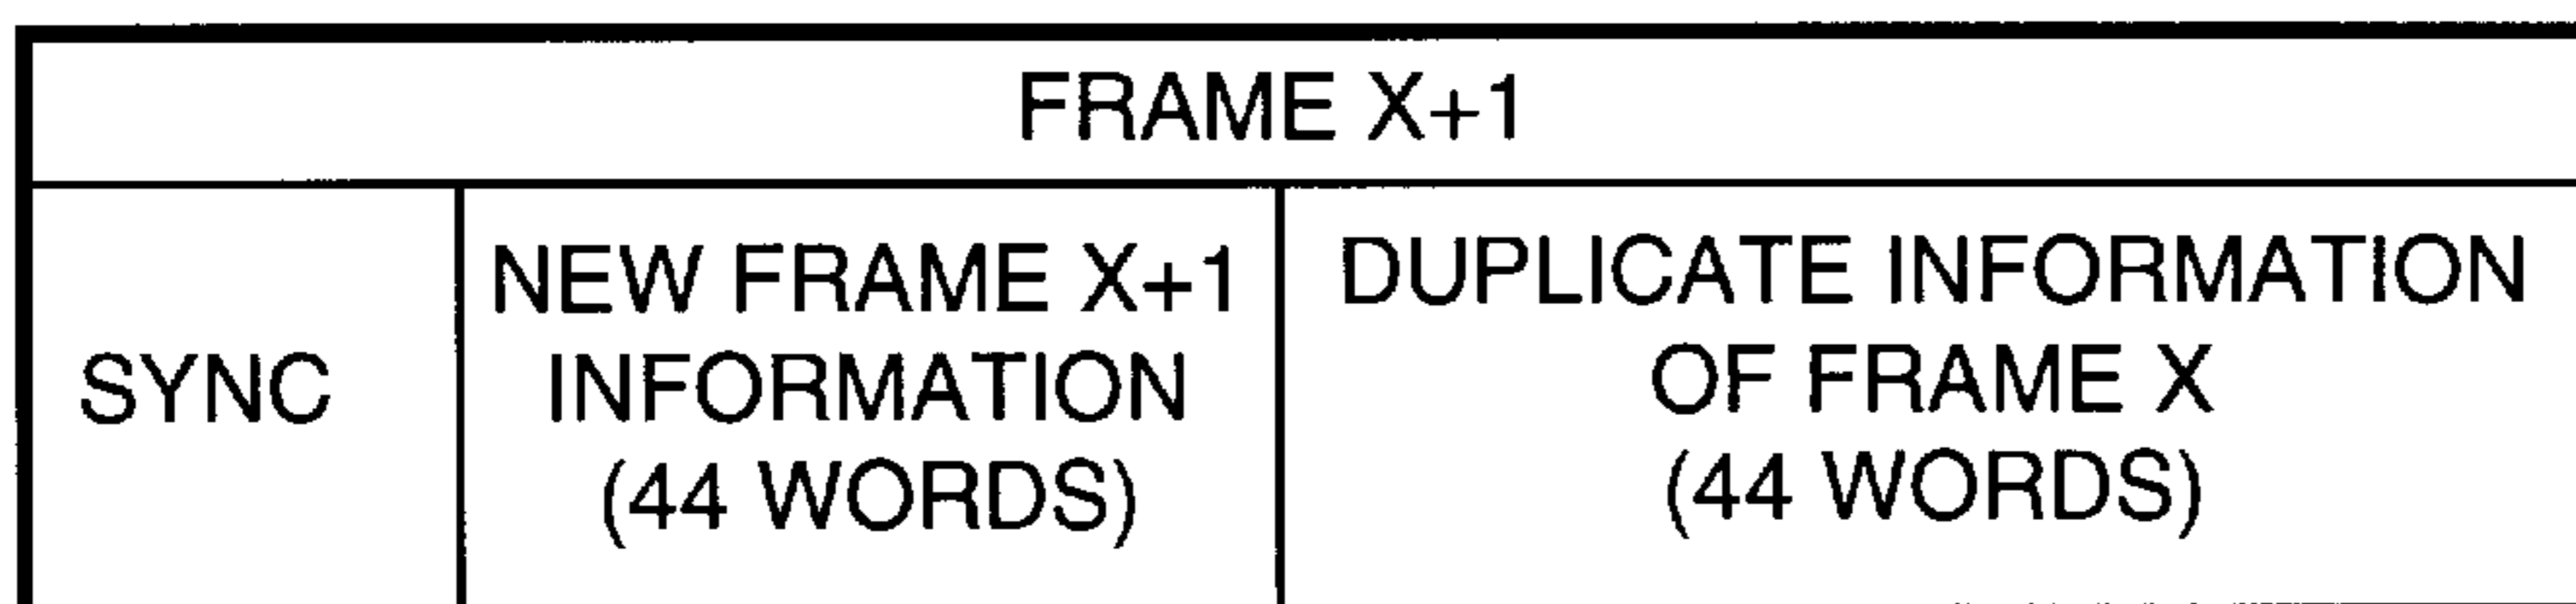 FRAME X+1
SYNC
NEW FRAME X+1
INFORMATION
(44 WORDS)
DUPLICATE INFORMATION
OF FRAME X
(44 WORDS)